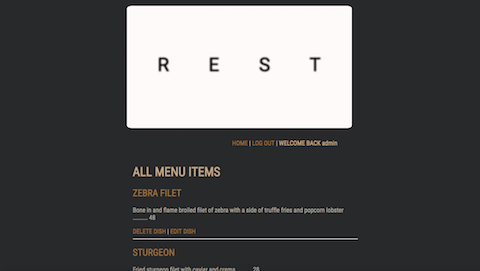 R E S T
HOME | LOG OUT | WELCOME BACK admin
ALL MENU ITEMS
ZEBRA FILET
Bone in and flame broiled filet of zebra with a side of truffle fries and popcorn lobster
........... 48
DELETE DISH | EDIT DISH
STURGEON
Fried sturgeon filet with caviar and creme ........... 26